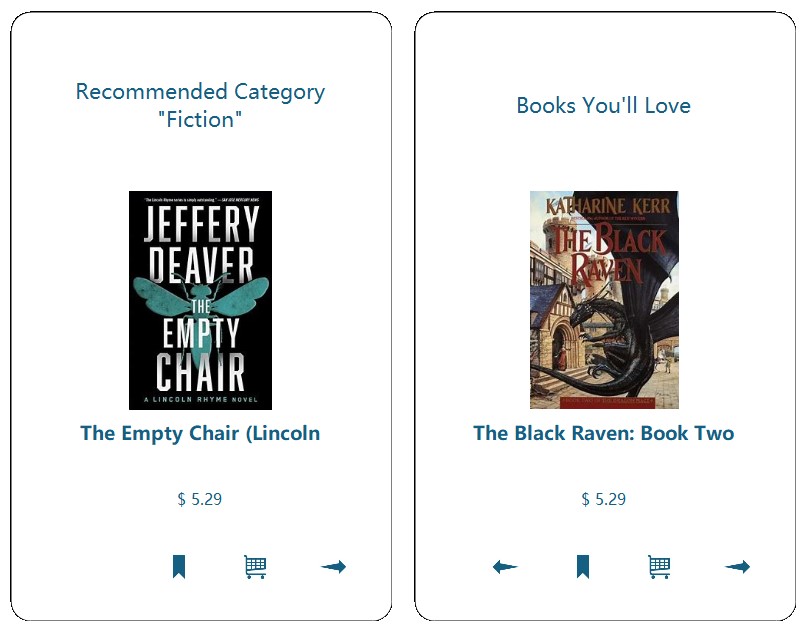 Recommended Category
"Fiction"
"The Lincoln Rhyme series is simply outstanding." —SAN JOSE MERCURY NEWS
JEFFERY
DEAVER
THE
EMPTY
CHAIR
A LINCOLN RHYME NOVEL
The Empty Chair (Lincoln
$ 5.29
Books You'll Love
KATHARINE KERR
THE BLACK
RAVEN
The Black Raven: Book Two
$ 5.29